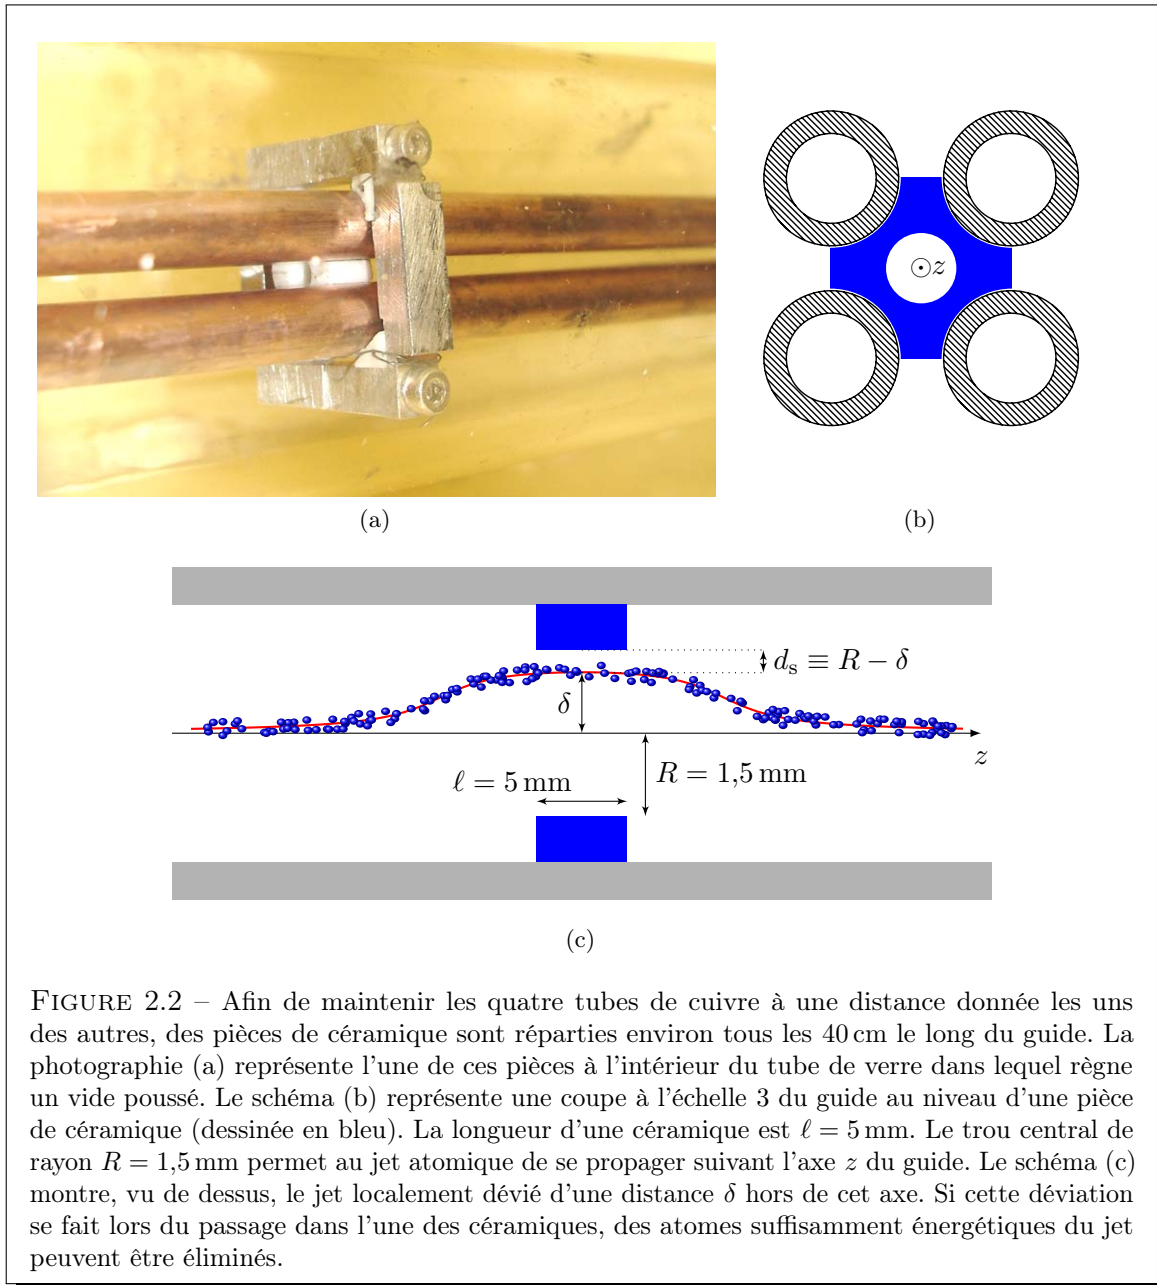 ⊙z
(a)
(b)
d_s ≡ R − δ
δ
z
ℓ = 5 mm
R = 1,5 mm
(c)
FIGURE 2.2 – Afin de maintenir les quatre tubes de cuivre à une distance donnée les uns
des autres, des pièces de céramique sont réparties environ tous les 40 cm le long du guide. La
photographie (a) représente l'une de ces pièces à l'intérieur du tube de verre dans lequel règne
un vide poussé. Le schéma (b) représente une coupe à l'échelle 3 du guide au niveau d'une pièce
de céramique (dessinée en bleu). La longueur d'une céramique est ℓ = 5 mm. Le trou central de
rayon R = 1,5 mm permet au jet atomique de se propager suivant l'axe z du guide. Le schéma (c)
montre, vu de dessus, le jet localement dévié d'une distance δ hors de cet axe. Si cette déviation
se fait lors du passage dans l'une des céramiques, des atomes suffisamment énergétiques du jet
peuvent être éliminés.